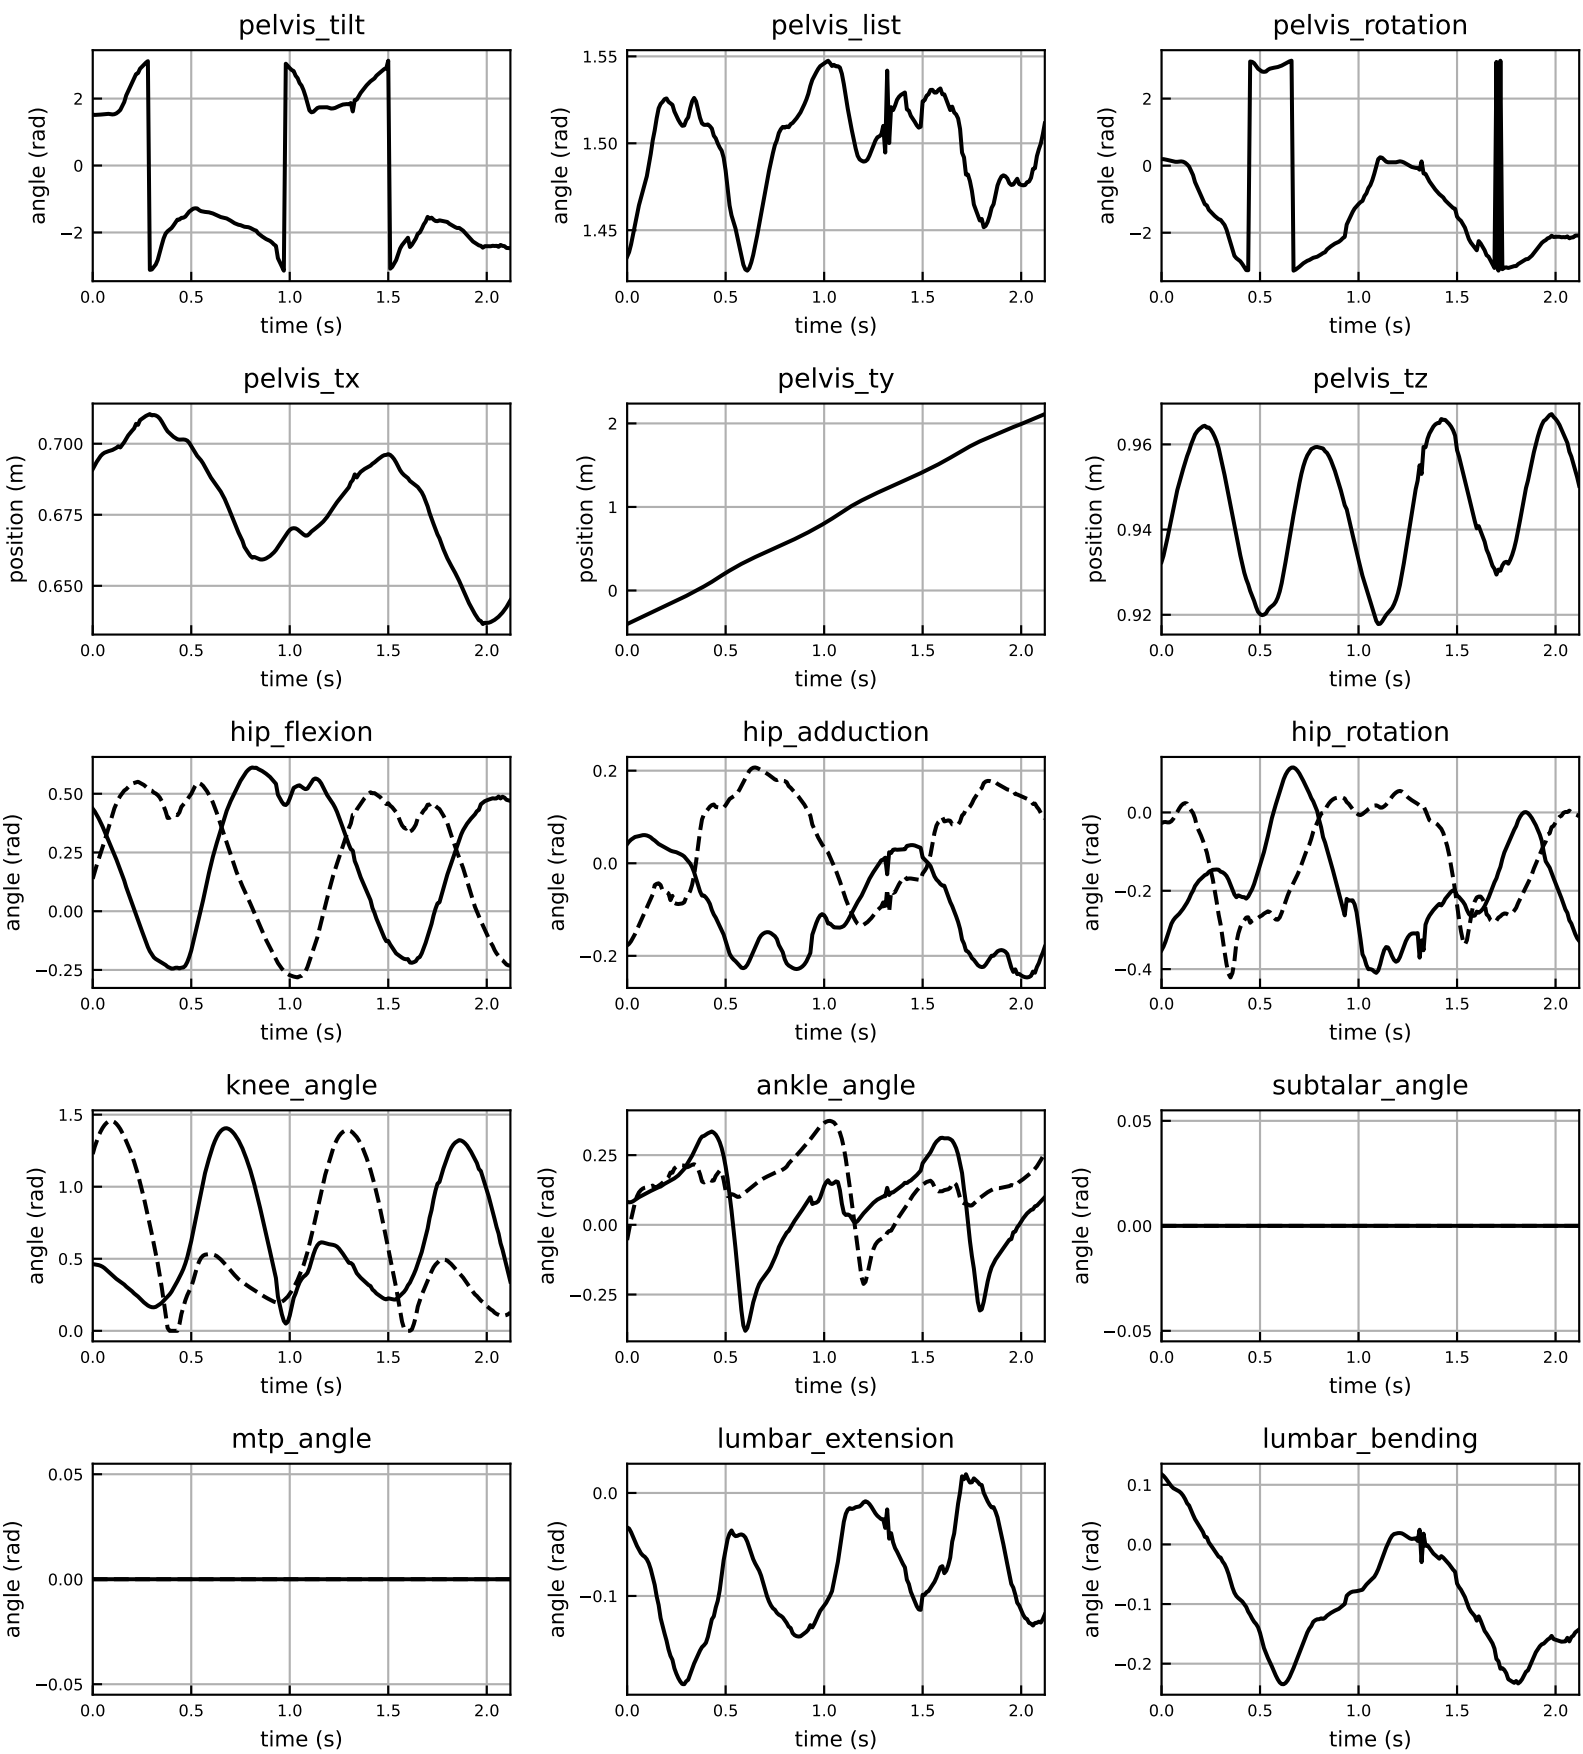 pelvis_tilt
angle (rad)
2
0
−2
0.0 0.5 1.0 1.5 2.0
time (s)
pelvis_list
angle (rad)
1.55
1.50
1.45
0.0 0.5 1.0 1.5 2.0
time (s)
pelvis_rotation
angle (rad)
2
0
−2
0.0 0.5 1.0 1.5 2.0
time (s)
pelvis_tx
position (m)
0.700
0.675
0.650
0.0 0.5 1.0 1.5 2.0
time (s)
pelvis_ty
position (m)
2
1
0
0.0 0.5 1.0 1.5 2.0
time (s)
pelvis_tz
position (m)
0.96
0.94
0.92
0.0 0.5 1.0 1.5 2.0
time (s)
hip_flexion
angle (rad)
0.50
0.25
0.00
−0.25
0.0 0.5 1.0 1.5 2.0
time (s)
hip_adduction
angle (rad)
0.2
0.0
−0.2
0.0 0.5 1.0 1.5 2.0
time (s)
hip_rotation
angle (rad)
0.0
−0.2
−0.4
0.0 0.5 1.0 1.5 2.0
time (s)
knee_angle
angle (rad)
1.5
1.0
0.5
0.0
0.0 0.5 1.0 1.5 2.0
time (s)
ankle_angle
angle (rad)
0.25
0.00
−0.25
0.0 0.5 1.0 1.5 2.0
time (s)
subtalar_angle
angle (rad)
0.05
0.00
−0.05
0.0 0.5 1.0 1.5 2.0
time (s)
mtp_angle
angle (rad)
0.05
0.00
−0.05
0.0 0.5 1.0 1.5 2.0
time (s)
lumbar_extension
angle (rad)
0.0
−0.1
0.0 0.5 1.0 1.5 2.0
time (s)
lumbar_bending
angle (rad)
0.1
0.0
−0.1
−0.2
0.0 0.5 1.0 1.5 2.0
time (s)